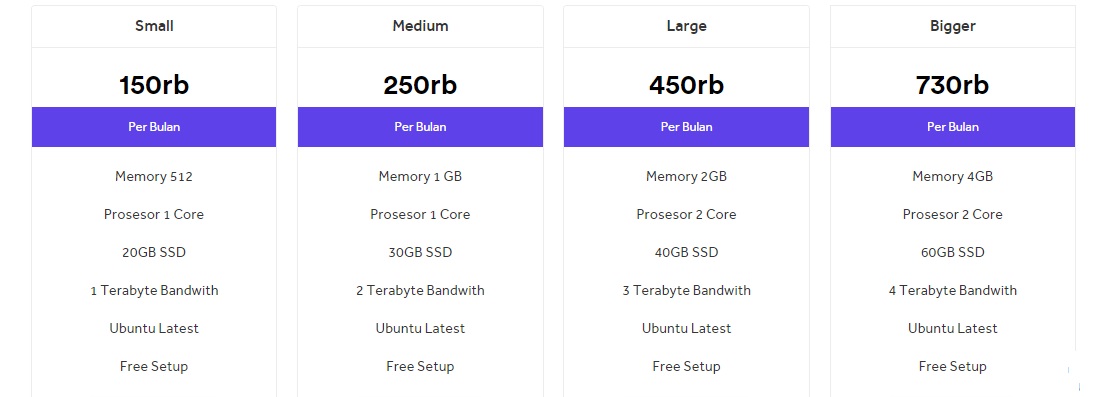 Small
150rb
Per Bulan
Memory 512
Prosesor 1 Core
20GB SSD
1 Terabyte Bandwith
Ubuntu Latest
Free Setup
Medium
250rb
Per Bulan
Memory 1 GB
Prosesor 1 Core
30GB SSD
2 Terabyte Bandwith
Ubuntu Latest
Free Setup
Large
450rb
Per Bulan
Memory 2GB
Prosesor 2 Core
40GB SSD
3 Terabyte Bandwith
Ubuntu Latest
Free Setup
Bigger
730rb
Per Bulan
Memory 4GB
Prosesor 2 Core
60GB SSD
4 Terabyte Bandwith
Ubuntu Latest
Free Setup